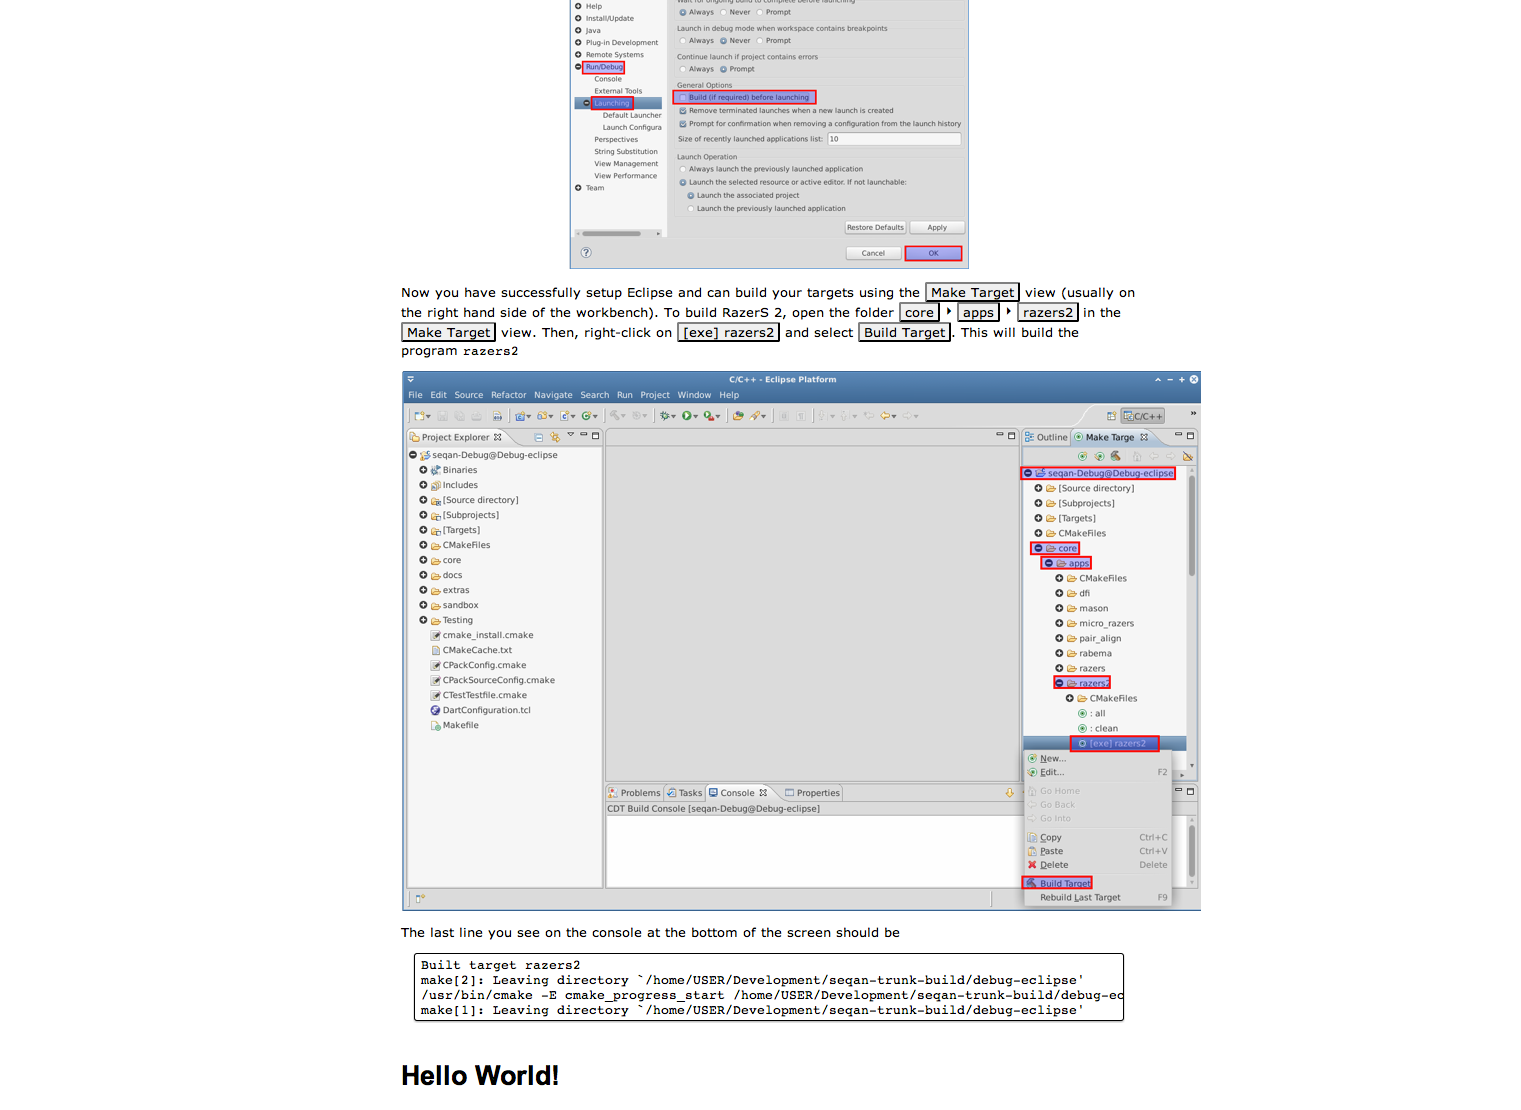 Wait for ongoing build to complete before launching
Help
Always Never Prompt
Install/Update
Java
Launch in debug mode when workspace contains breakpoints
Plug-in Development
Always Never Prompt
Remote Systems
Continue launch if project contains errors
Run/Debug
Always Prompt
Console
General Options
External Tools
Build (if required) before launching
Launching
Remove terminated launches when a new launch is created
Default Launcher
Prompt for confirmation when removing a configuration from the launch history
Launch Configura
Size of recently launched applications list: 10
Perspectives
String Substitution
Launch Operation
View Management
Always launch the previously launched application
View Performance
Launch the selected resource or active editor. If not launchable:
Team
Launch the associated project
Launch the previously launched application
Restore Defaults Apply
Cancel OK
Now you have successfully setup Eclipse and can build your targets using the Make Target view (usually on
the right hand side of the workbench). To build RazerS 2, open the folder core ‣ apps ‣ razers2 in the
Make Target view. Then, right-click on [exe] razers2 and select Build Target. This will build the
program razers2
C/C++ - Eclipse Platform
File Edit Source Refactor Navigate Search Run Project Window Help
C/C++
Project Explorer
seqan-Debug@Debug-eclipse
Binaries
Includes
[Source directory]
[Subprojects]
[Targets]
CMakeFiles
core
docs
extras
sandbox
Testing
cmake_install.cmake
CMakeCache.txt
CPackConfig.cmake
CPackSourceConfig.cmake
CTestTestfile.cmake
DartConfiguration.tcl
Makefile
Outline Make Targe
seqan-Debug@Debug-eclipse
[Source directory]
[Subprojects]
[Targets]
CMakeFiles
core
apps
CMakeFiles
dfi
mason
micro_razers
pair_align
rabema
razers
razers2
CMakeFiles
: all
: clean
[exe] razers2
New...
Edit... F2
Go Home
Go Back
Go Into
Copy Ctrl+C
Paste Ctrl+V
Delete Delete
Build Target
Rebuild Last Target F9
Problems Tasks Console Properties
CDT Build Console [seqan-Debug@Debug-eclipse]
The last line you see on the console at the bottom of the screen should be
Built target razers2
make[2]: Leaving directory `/home/USER/Development/seqan-trunk-build/debug-eclipse'
/usr/bin/cmake -E cmake_progress_start /home/USER/Development/seqan-trunk-build/debug-ec
make[1]: Leaving directory `/home/USER/Development/seqan-trunk-build/debug-eclipse'
Hello World!